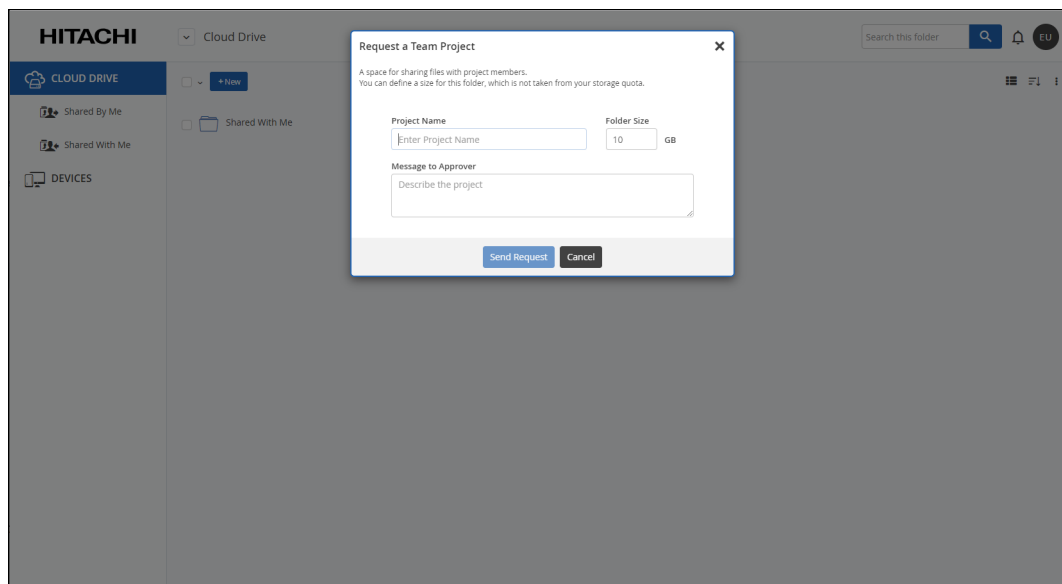 HITACHI
Cloud Drive
Search this folder
EU
CLOUD DRIVE
+ New
Shared By Me
Shared With Me
Shared With Me
DEVICES
Request a Team Project
A space for sharing files with project members.
You can define a size for this folder, which is not taken from your storage quota.
Project Name
Folder Size
Enter Project Name
10
GB
Message to Approver
Describe the project
Send Request
Cancel